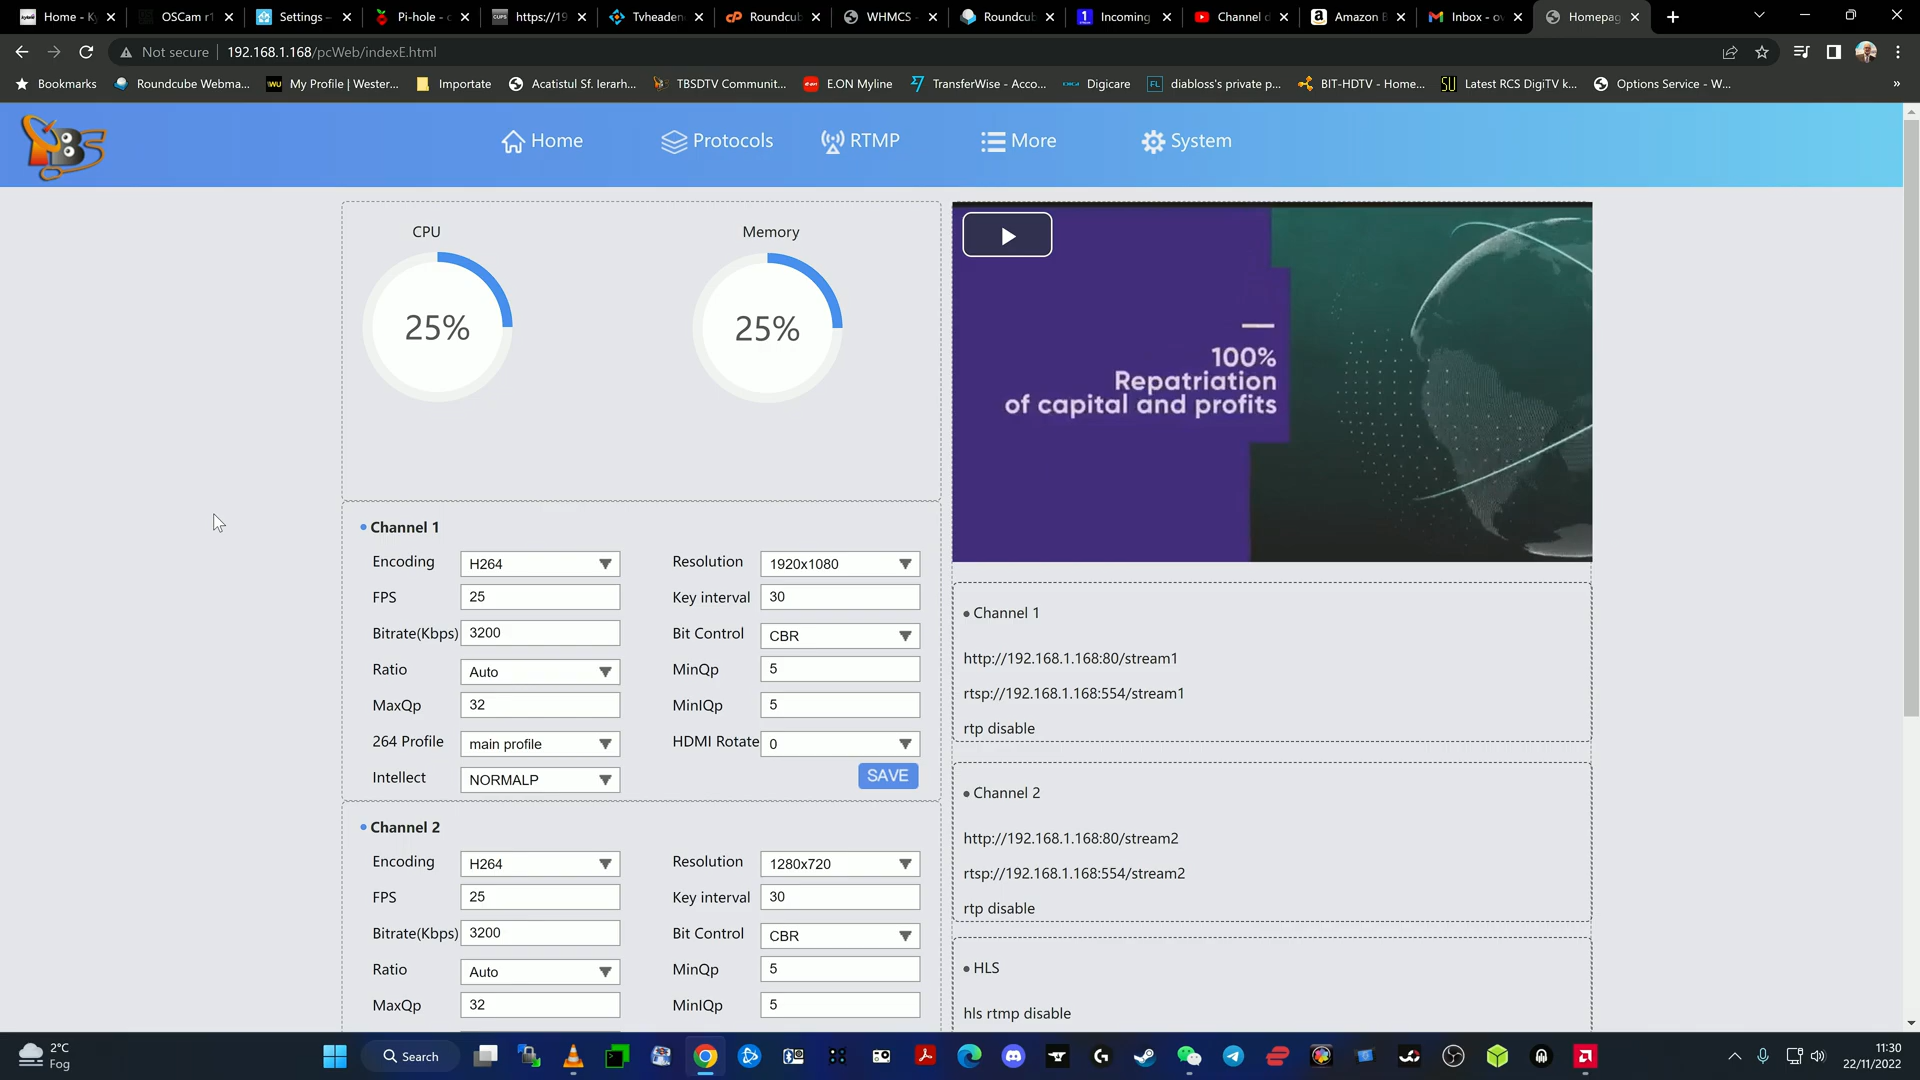 Home - Ky
OSCam r1
Settings –
Pi-hole - c
CUPS
https://19
Tvheaden
Roundcub
WHMCS -
Roundcub
Incoming
Channel d
Amazon B
Inbox - ov
Homepag
Not secure
192.168.1.168/pcWeb/indexE.html
Bookmarks
Roundcube Webma...
WU
My Profile | Wester...
Importate
Acatistul Sf. Ierarh...
TBSDTV Communit...
E.ON Myline
TransferWise - Acco...
Digicare
FL
diabloss's private p...
BIT-HDTV - Home...
SU
Latest RCS DigiTV k...
Options Service - W...
»
TBS
Home
Protocols
RTMP
More
System
CPU
Memory
25%
25%
100%
Repatriation
of capital and profits
Channel 1
Encoding
H264
Resolution
1920x1080
FPS
25
Key interval
30
Bitrate(Kbps)
3200
Bit Control
CBR
Ratio
Auto
MinQp
5
MaxQp
32
MinIQp
5
264 Profile
main profile
HDMI Rotate
0
Intellect
NORMALP
SAVE
Channel 2
Encoding
H264
Resolution
1280x720
FPS
25
Key interval
30
Bitrate(Kbps)
3200
Bit Control
CBR
Ratio
Auto
MinQp
5
MaxQp
32
MinIQp
5
Channel 1
http://192.168.1.168:80/stream1
rtsp://192.168.1.168:554/stream1
rtp disable
Channel 2
http://192.168.1.168:80/stream2
rtsp://192.168.1.168:554/stream2
rtp disable
HLS
hls rtmp disable
2°C
Fog
Search
11:30
22/11/2022